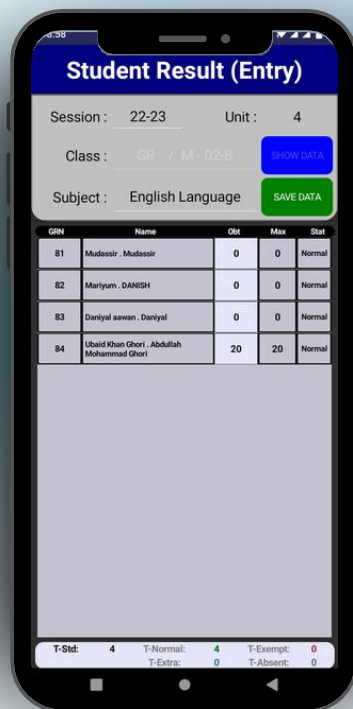 5:58
Student Result (Entry)
Session : 22-23 Unit : 4
Class : GR / M - 02-B SHOW DATA
Subject : English Language SAVE DATA
GRN Name Obt Max Stat
81 Mudassir . Mudassir 0 0 Normal
82 Mariyum . DANISH 0 0 Normal
83 Daniyal aawan . Daniyal 0 0 Normal
84 Ubaid Khan Ghori . Abdullah
Mohammad Ghori 20 20 Normal
T-Std: 4 T-Normal: 4 T-Exempt: 0
T-Extra: 0 T-Absent: 0